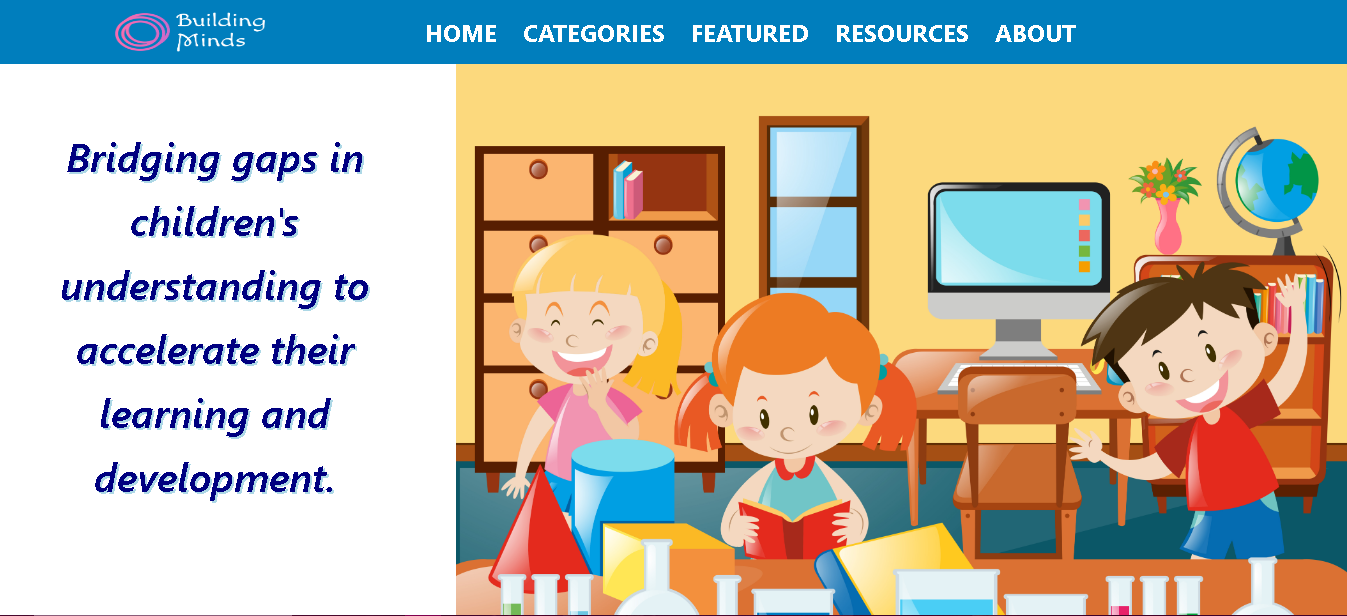 Building
Minds
HOME CATEGORIES FEATURED RESOURCES ABOUT
Bridging gaps in
children's
understanding to
accelerate their
learning and
development.